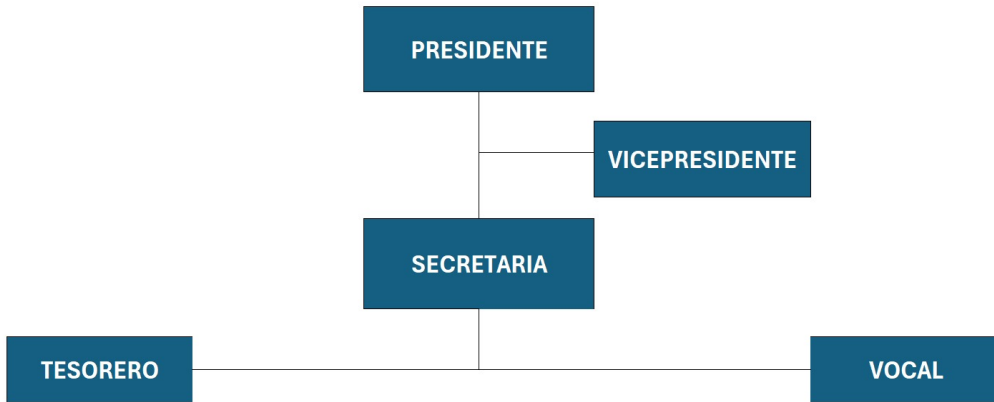 PRESIDENTE
VICEPRESIDENTE
SECRETARIA
TESORERO
VOCAL